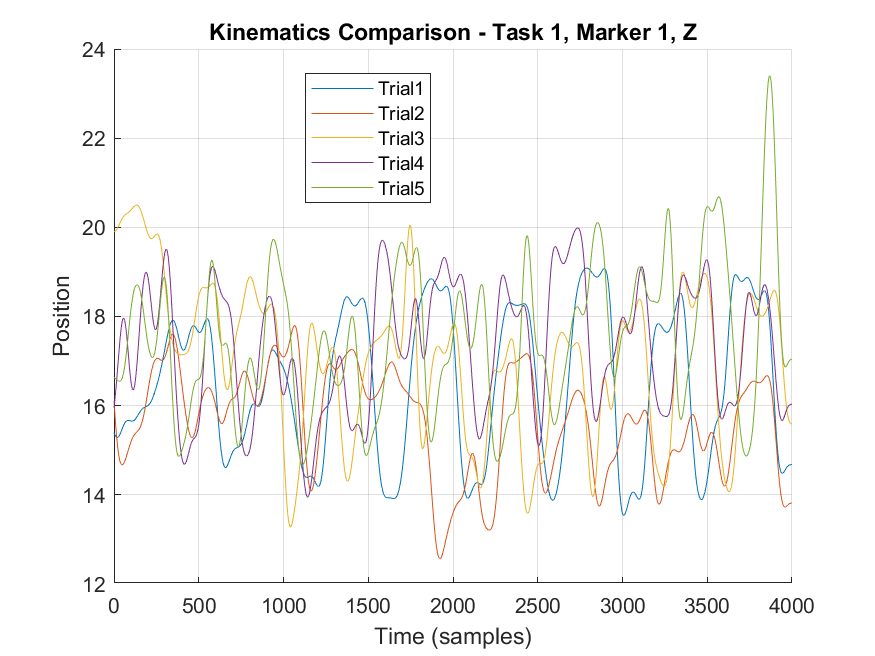 Kinematics Comparison - Task 1, Marker 1, Z
24
22
20
18
16
14
12
Position
Trial1
Trial2
Trial3
Trial4
Trial5
0 500 1000 1500 2000 2500 3000 3500 4000
Time (samples)